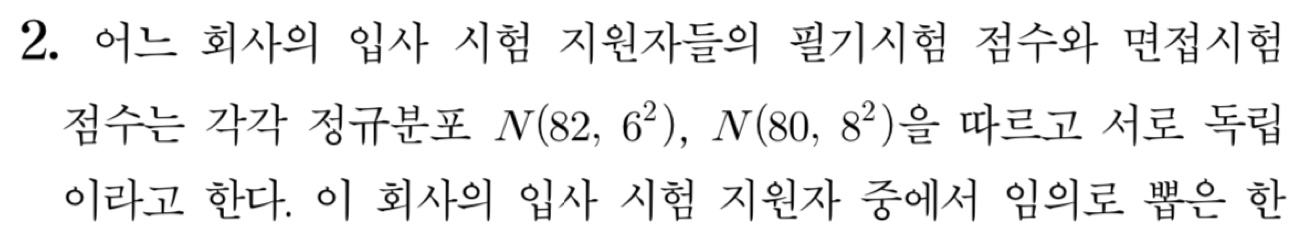 2. 어느 회사의 입사 시험 지원자들의 필기시험 점수와 면접시험
점수는 각각 정규분포 N(82, 6²), N(80, 8²)을 따르고 서로 독립
이라고 한다. 이 회사의 입사 시험 지원자 중에서 임의로 뽑은 한